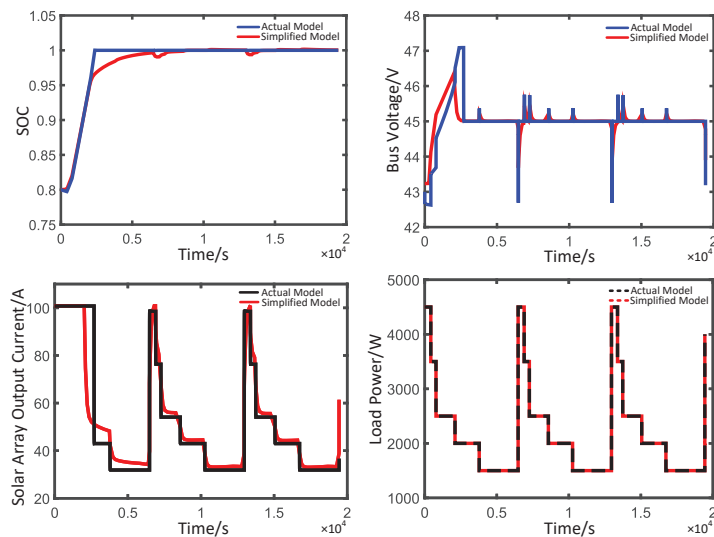 Actual Model
Simplified Model
1
0.95
0.9
0.85
0.8
0.75
SOC
0
0.5
1
1.5
2
Time/s
×10⁴
Actual Model
Simplified Model
48
47
46
45
44
43
42
Bus Voltage/V
0
0.5
1
1.5
2
Time/s
×10⁴
Actual Model
Simplified Model
100
80
60
40
20
Solar Array Output Current/A
0
0.5
1
1.5
2
Time/s
×10⁴
Actual Model
Simplified Model
5000
4000
3000
2000
1000
Load Power/W
0
0.5
1
1.5
2
Time/s
×10⁴